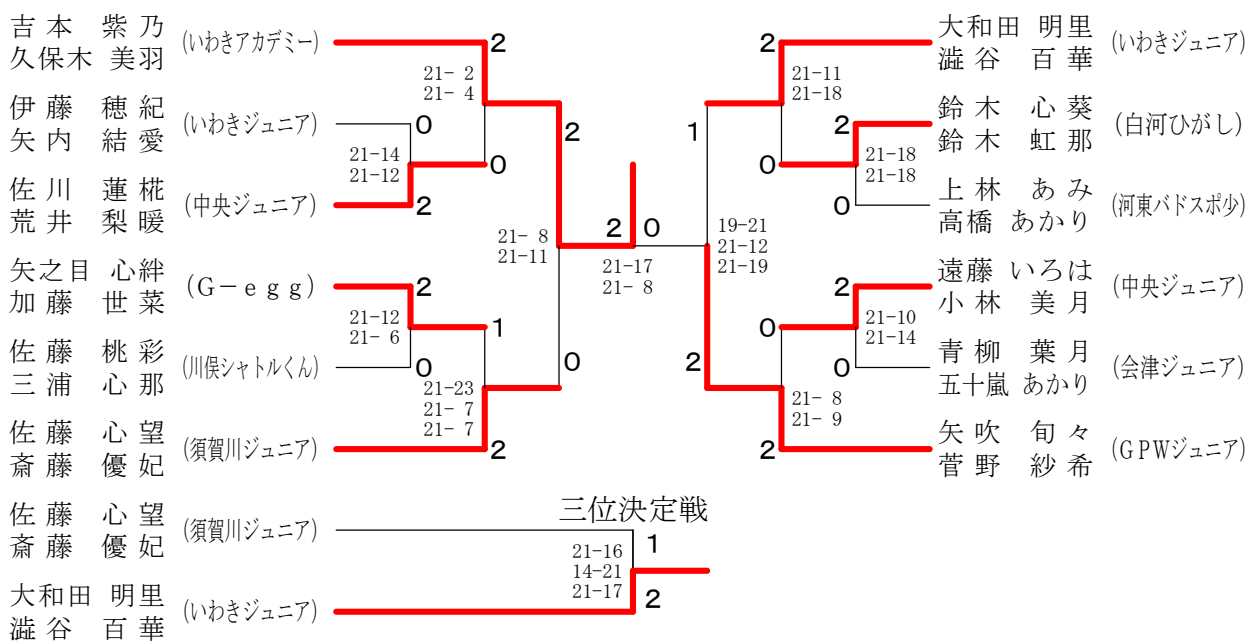 吉本 紫乃
久保木 美羽
(いわきアカデミー)
2
21- 2
21- 4
伊藤 穂紀
矢内 結愛
(いわきジュニア)
0
21-14
21-12
0
佐川 蓮椛
荒井 梨暖
(中央ジュニア)
2
2
21- 8
21-11
矢之目 心絆
加藤 世菜
(G-egg)
2
21-12
21- 6
1
佐藤 桃彩
三浦 心那
(川俣シャトルくん)
0
0
21-23
21- 7
21- 7
佐藤 心望
斎藤 優妃
(須賀川ジュニア)
2
2 0
21-17
21- 8
大和田 明里
澁谷 百華
(いわきジュニア)
2
21-11
21-18
1
鈴木 心葵
鈴木 虹那
(白河ひがし)
2
0
21-18
21-18
上林 あみ
高橋 あかり
(河東バドスポ少)
0
19-21
21-12
21-19
遠藤 いろは
小林 美月
(中央ジュニア)
2
0
21-10
21-14
青柳 葉月
五十嵐 あかり
(会津ジュニア)
0
2
21- 8
21- 9
矢吹 旬々
菅野 紗希
(GPWジュニア)
2
三位決定戦
佐藤 心望
斎藤 優妃
(須賀川ジュニア)
1
21-16
14-21
21-17
大和田 明里
澁谷 百華
(いわきジュニア)
2